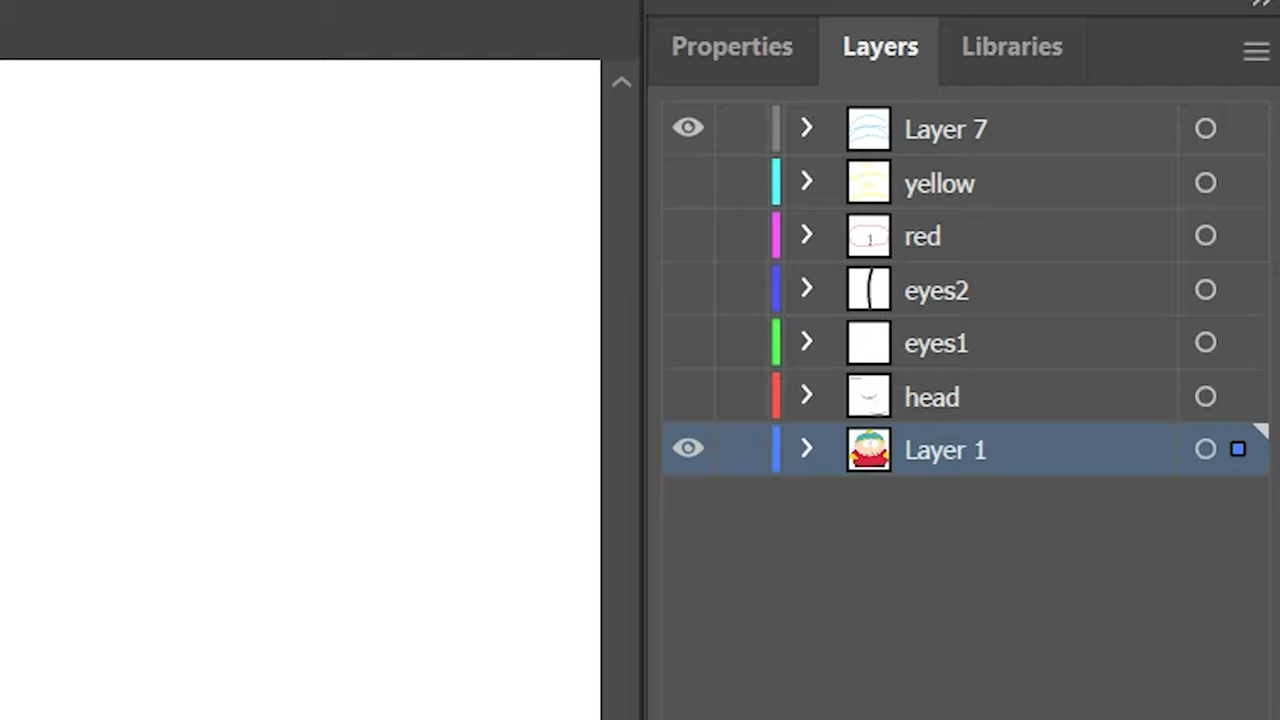 Properties Layers Libraries
Layer 7
yellow
red
eyes2
eyes1
head
Layer 1